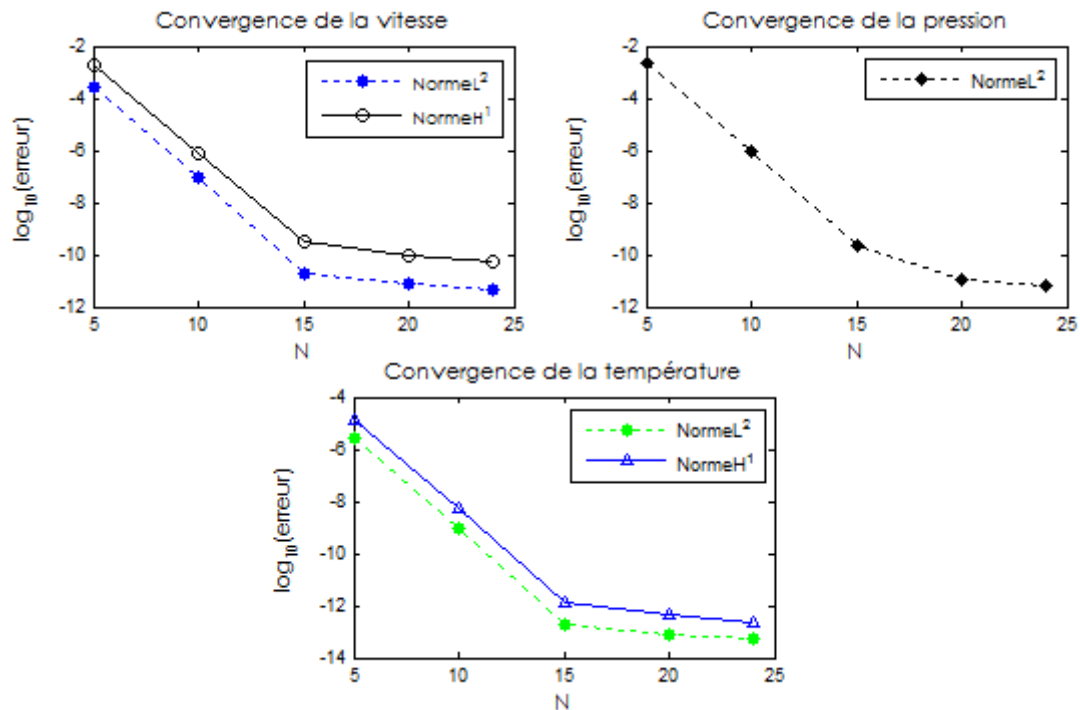 Convergence de la vitesse
-2
-4
-6
-8
-10
-12
log₁₀(erreur)
5 10 15 20 25
N
NormeL²
NormeH¹
Convergence de la pression
-2
-4
-6
-8
-10
-12
log₁₀(erreur)
5 10 15 20 25
N
NormeL²
Convergence de la température
-4
-6
-8
-10
-12
-14
log₁₀(erreur)
5 10 15 20 25
N
NormeL²
NormeH¹